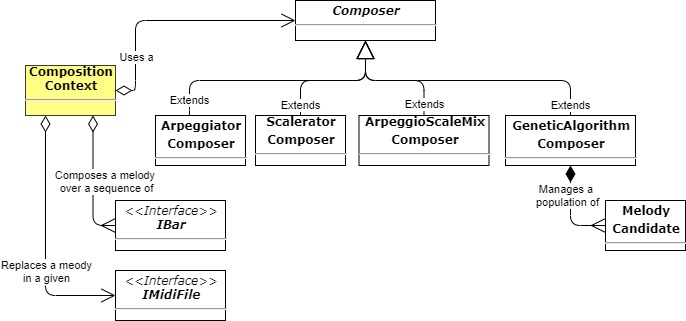 Composer
Uses a
Composition
Context
Extends
Extends
Extends
Extends
Arpeggiator
Composer
Scalerator
Composer
ArpeggioScaleMix
Composer
GeneticAlgorithm
Composer
Composes a melody
over a sequence of
Manages a
population of
<<Interface>>
IBar
Melody
Candidate
Replaces a meody
in a given
<<Interface>>
IMidiFile